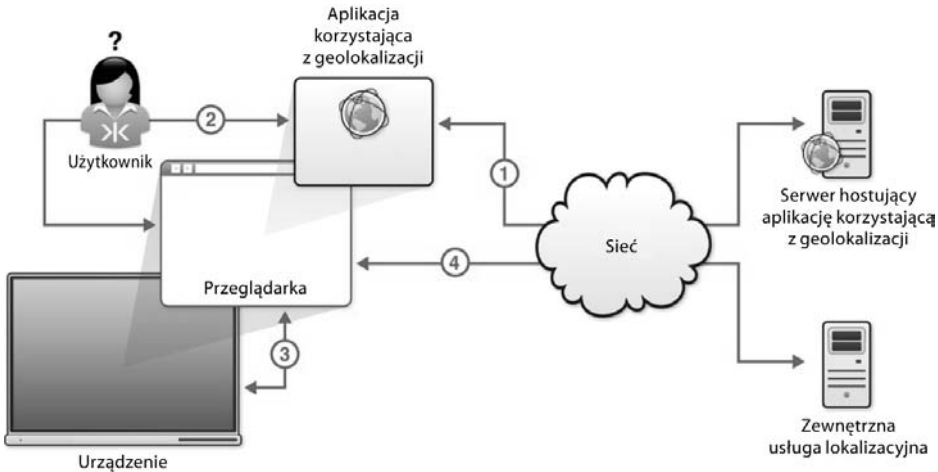 Aplikacja
korzystająca
z geolokalizacji
?
2
Użytkownik
1
Sieć
Serwer hostujący
aplikację korzystającą
z geolokalizacji
4
Przeglądarka
3
Zewnętrzna
usługa lokalizacyjna
Urządzenie